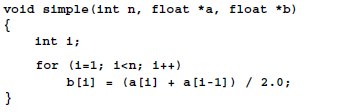 void simple(int n, float *a, float *b)
{
    int i;
    for (i=1; i<n; i++)
        b[i] = (a[i] + a[i-1]) / 2.0;
}